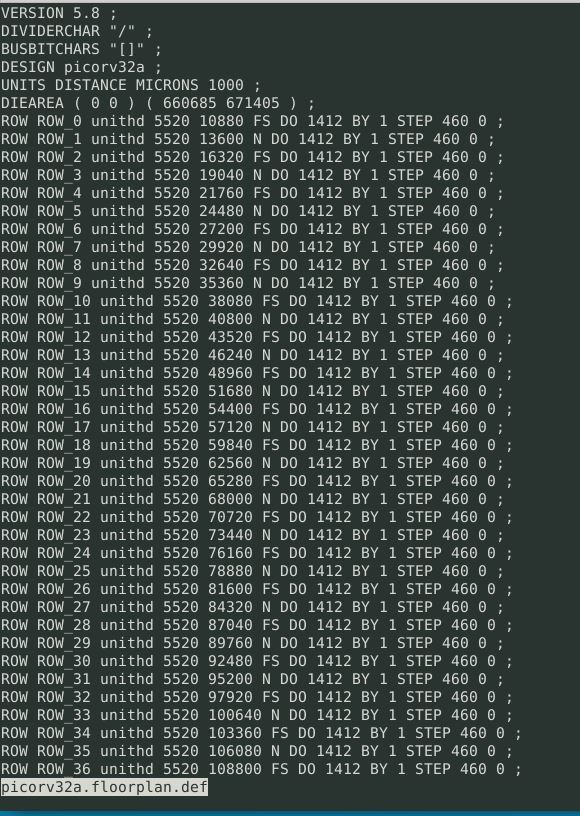 VERSION 5.8 ;
DIVIDERCHAR "/" ;
BUSBITCHARS "[]" ;
DESIGN picorv32a ;
UNITS DISTANCE MICRONS 1000 ;
DIEAREA ( 0 0 ) ( 660685 671405 ) ;
ROW ROW_0 unithd 5520 10880 FS DO 1412 BY 1 STEP 460 0 ;
ROW ROW_1 unithd 5520 13600 N DO 1412 BY 1 STEP 460 0 ;
ROW ROW_2 unithd 5520 16320 FS DO 1412 BY 1 STEP 460 0 ;
ROW ROW_3 unithd 5520 19040 N DO 1412 BY 1 STEP 460 0 ;
ROW ROW_4 unithd 5520 21760 FS DO 1412 BY 1 STEP 460 0 ;
ROW ROW_5 unithd 5520 24480 N DO 1412 BY 1 STEP 460 0 ;
ROW ROW_6 unithd 5520 27200 FS DO 1412 BY 1 STEP 460 0 ;
ROW ROW_7 unithd 5520 29920 N DO 1412 BY 1 STEP 460 0 ;
ROW ROW_8 unithd 5520 32640 FS DO 1412 BY 1 STEP 460 0 ;
ROW ROW_9 unithd 5520 35360 N DO 1412 BY 1 STEP 460 0 ;
ROW ROW_10 unithd 5520 38080 FS DO 1412 BY 1 STEP 460 0 ;
ROW ROW_11 unithd 5520 40800 N DO 1412 BY 1 STEP 460 0 ;
ROW ROW_12 unithd 5520 43520 FS DO 1412 BY 1 STEP 460 0 ;
ROW ROW_13 unithd 5520 46240 N DO 1412 BY 1 STEP 460 0 ;
ROW ROW_14 unithd 5520 48960 FS DO 1412 BY 1 STEP 460 0 ;
ROW ROW_15 unithd 5520 51680 N DO 1412 BY 1 STEP 460 0 ;
ROW ROW_16 unithd 5520 54400 FS DO 1412 BY 1 STEP 460 0 ;
ROW ROW_17 unithd 5520 57120 N DO 1412 BY 1 STEP 460 0 ;
ROW ROW_18 unithd 5520 59840 FS DO 1412 BY 1 STEP 460 0 ;
ROW ROW_19 unithd 5520 62560 N DO 1412 BY 1 STEP 460 0 ;
ROW ROW_20 unithd 5520 65280 FS DO 1412 BY 1 STEP 460 0 ;
ROW ROW_21 unithd 5520 68000 N DO 1412 BY 1 STEP 460 0 ;
ROW ROW_22 unithd 5520 70720 FS DO 1412 BY 1 STEP 460 0 ;
ROW ROW_23 unithd 5520 73440 N DO 1412 BY 1 STEP 460 0 ;
ROW ROW_24 unithd 5520 76160 FS DO 1412 BY 1 STEP 460 0 ;
ROW ROW_25 unithd 5520 78880 N DO 1412 BY 1 STEP 460 0 ;
ROW ROW_26 unithd 5520 81600 FS DO 1412 BY 1 STEP 460 0 ;
ROW ROW_27 unithd 5520 84320 N DO 1412 BY 1 STEP 460 0 ;
ROW ROW_28 unithd 5520 87040 FS DO 1412 BY 1 STEP 460 0 ;
ROW ROW_29 unithd 5520 89760 N DO 1412 BY 1 STEP 460 0 ;
ROW ROW_30 unithd 5520 92480 FS DO 1412 BY 1 STEP 460 0 ;
ROW ROW_31 unithd 5520 95200 N DO 1412 BY 1 STEP 460 0 ;
ROW ROW_32 unithd 5520 97920 FS DO 1412 BY 1 STEP 460 0 ;
ROW ROW_33 unithd 5520 100640 N DO 1412 BY 1 STEP 460 0 ;
ROW ROW_34 unithd 5520 103360 FS DO 1412 BY 1 STEP 460 0 ;
ROW ROW_35 unithd 5520 106080 N DO 1412 BY 1 STEP 460 0 ;
ROW ROW_36 unithd 5520 108800 FS DO 1412 BY 1 STEP 460 0 ;
picorv32a.floorplan.def